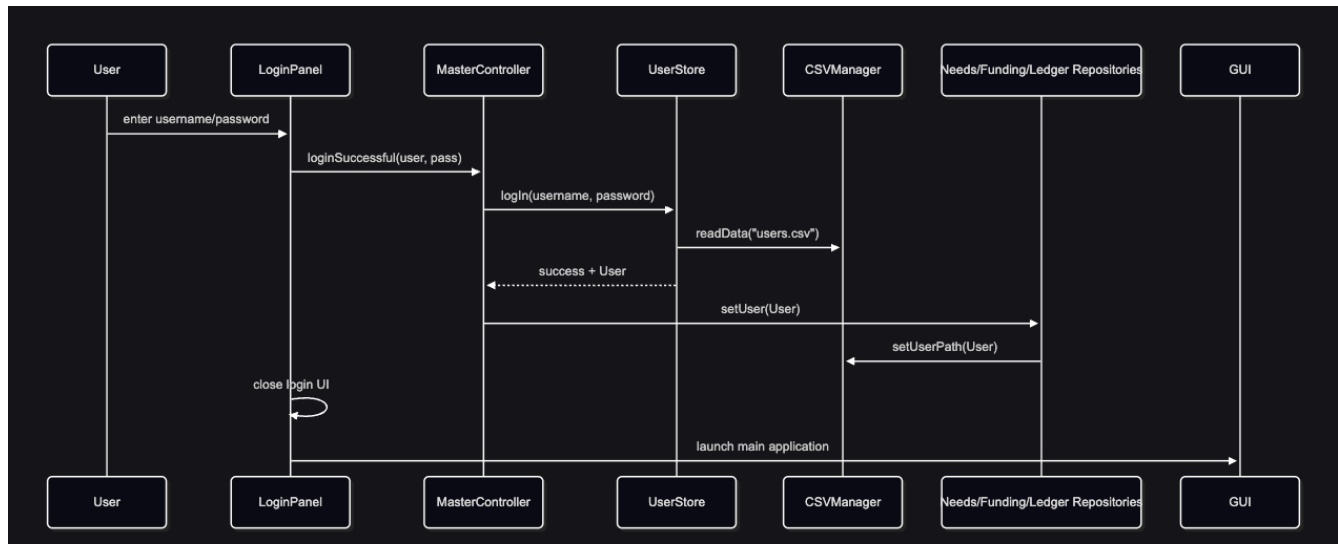 User
LoginPanel
MasterController
UserStore
CSVManager
Needs/Funding/Ledger Repositories
GUI
enter username/password
loginSuccessful(user, pass)
logIn(username, password)
readData("users.csv")
success + User
setUser(User)
setUserPath(User)
close login UI
launch main application
User
LoginPanel
MasterController
UserStore
CSVManager
Needs/Funding/Ledger Repositories
GUI